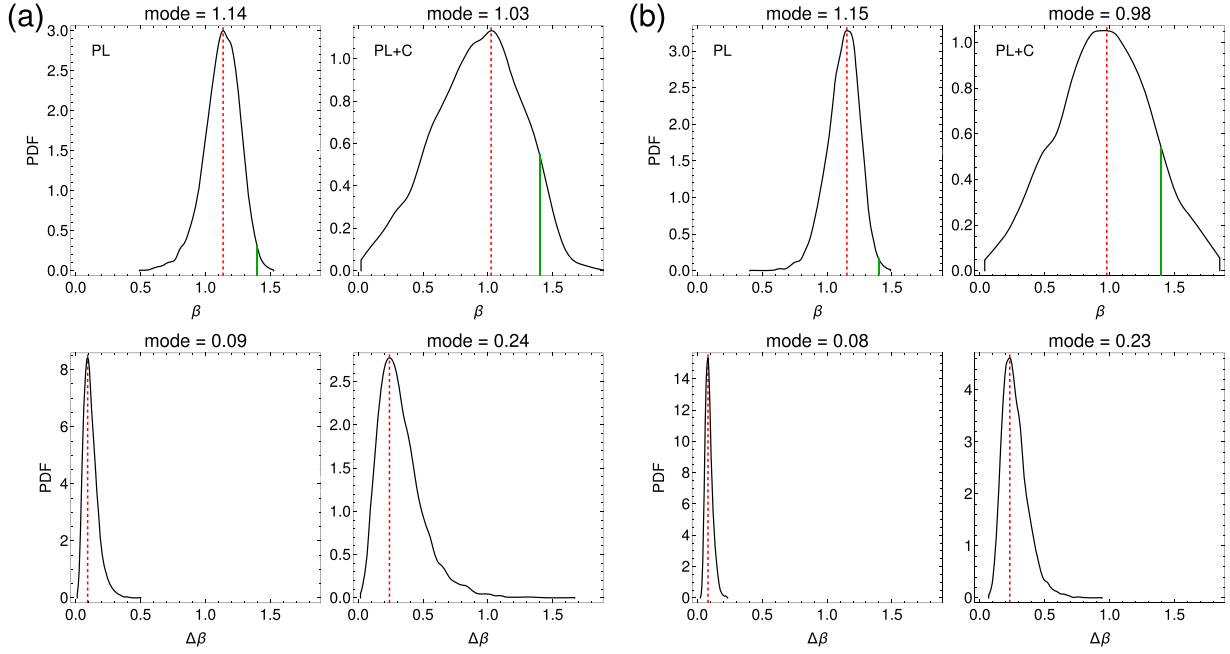 (a)
mode = 1.14
mode = 1.03
(b)
mode = 1.15
mode = 0.98
PDF
3.0
2.5
2.0
1.5
1.0
0.5
0.0
PL
0.0 0.5 1.0 1.5
β
1.0
0.8
0.6
0.4
0.2
0.0
PL+C
0.0 0.5 1.0 1.5
β
PDF
3.0
2.5
2.0
1.5
1.0
0.5
0.0
PL
0.0 0.5 1.0 1.5
β
1.0
0.8
0.6
0.4
0.2
0.0
PL+C
0.0 0.5 1.0 1.5
β
mode = 0.09
mode = 0.24
mode = 0.08
mode = 0.23
PDF
8
6
4
2
0
0.0 0.5 1.0 1.5
Δβ
2.5
2.0
1.5
1.0
0.5
0.0
0.0 0.5 1.0 1.5
Δβ
PDF
14
12
10
8
6
4
2
0
0.0 0.5 1.0 1.5
Δβ
4
3
2
1
0
0.0 0.5 1.0 1.5
Δβ